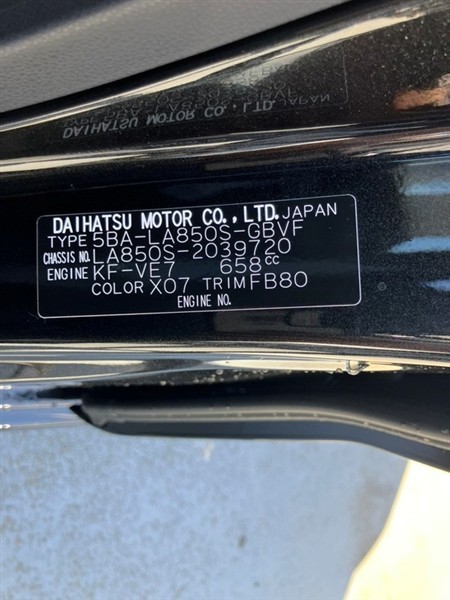 DAIHATSU MOTOR CO., LTD. JAPAN
TYPE 5BA-LA850S-GBVF
CHASSIS NO. LA850S-2039720
ENGINE KF-VE7 658cc
COLOR X07 TRIM FB80
ENGINE NO.